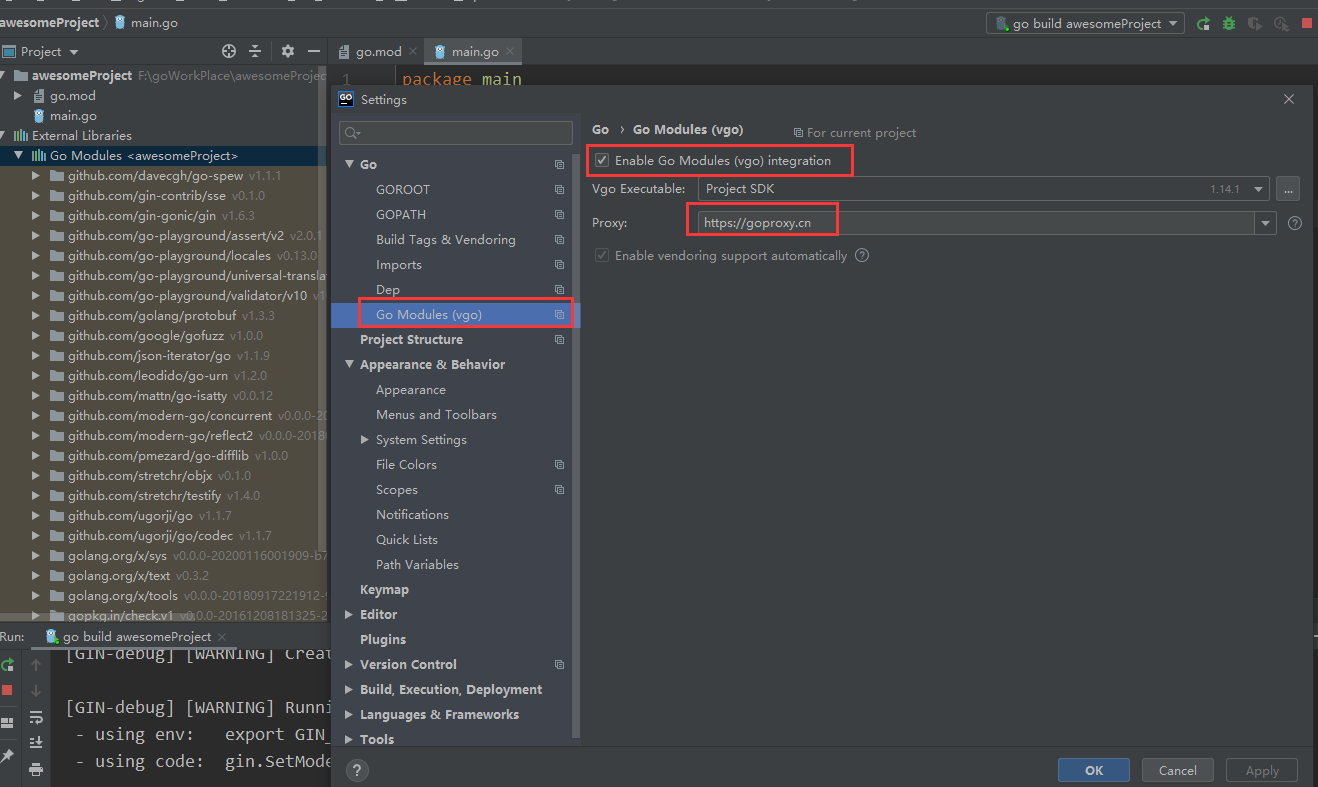 awesomeProject main.go
go build awesomeProject
Project
go.mod
main.go
awesomeProject F:\goWorkPlace\awesomeProjec
go.mod
main.go
External Libraries
Go Modules <awesomeProject>
github.com/davecgh/go-spew v1.1.1
github.com/gin-contrib/sse v0.1.0
github.com/gin-gonic/gin v1.6.3
github.com/go-playground/assert/v2 v2.0.1
github.com/go-playground/locales v0.13.0
github.com/go-playground/universal-transla
github.com/go-playground/validator/v10 v1
github.com/golang/protobuf v1.3.3
github.com/google/gofuzz v1.0.0
github.com/json-iterator/go v1.1.9
github.com/leodido/go-urn v1.2.0
github.com/mattn/go-isatty v0.0.12
github.com/modern-go/concurrent v0.0.0-20
github.com/modern-go/reflect2 v0.0.0-20180
github.com/pmezard/go-difflib v1.0.0
github.com/stretchr/objx v0.1.0
github.com/stretchr/testify v1.4.0
github.com/ugorji/go v1.1.7
github.com/ugorji/go/codec v1.1.7
golang.org/x/sys v0.0.0-20200116001909-b7
golang.org/x/text v0.3.2
golang.org/x/tools v0.0.0-20180917221912-9
gopkg.in/check.v1 v0.0.0-20161208181325-2
1 package main
GO Settings
Go
GOROOT
GOPATH
Build Tags & Vendoring
Imports
Dep
Go Modules (vgo)
Project Structure
Appearance & Behavior
Appearance
Menus and Toolbars
System Settings
File Colors
Scopes
Notifications
Quick Lists
Path Variables
Keymap
Editor
Plugins
Version Control
Build, Execution, Deployment
Languages & Frameworks
Tools
Go › Go Modules (vgo) For current project
Enable Go Modules (vgo) integration
Vgo Executable: Project SDK 1.14.1 ...
Proxy: https://goproxy.cn ?
Enable vendoring support automatically ?
? OK Cancel Apply
Run: go build awesomeProject
[GIN-debug] [WARNING] Creat
[GIN-debug] [WARNING] Runni
- using env: export GIN_
- using code: gin.SetMode